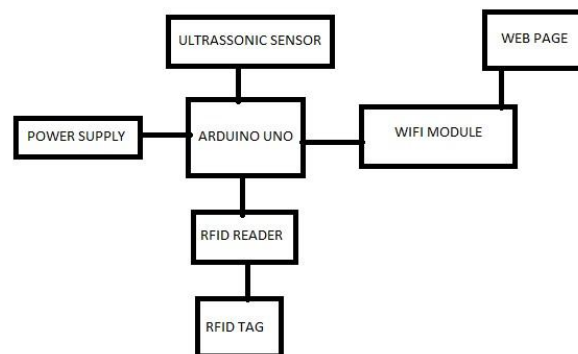 ULTRASSONIC SENSOR
WEB PAGE
POWER SUPPLY
ARDUINO UNO
WIFI MODULE
RFID READER
RFID TAG